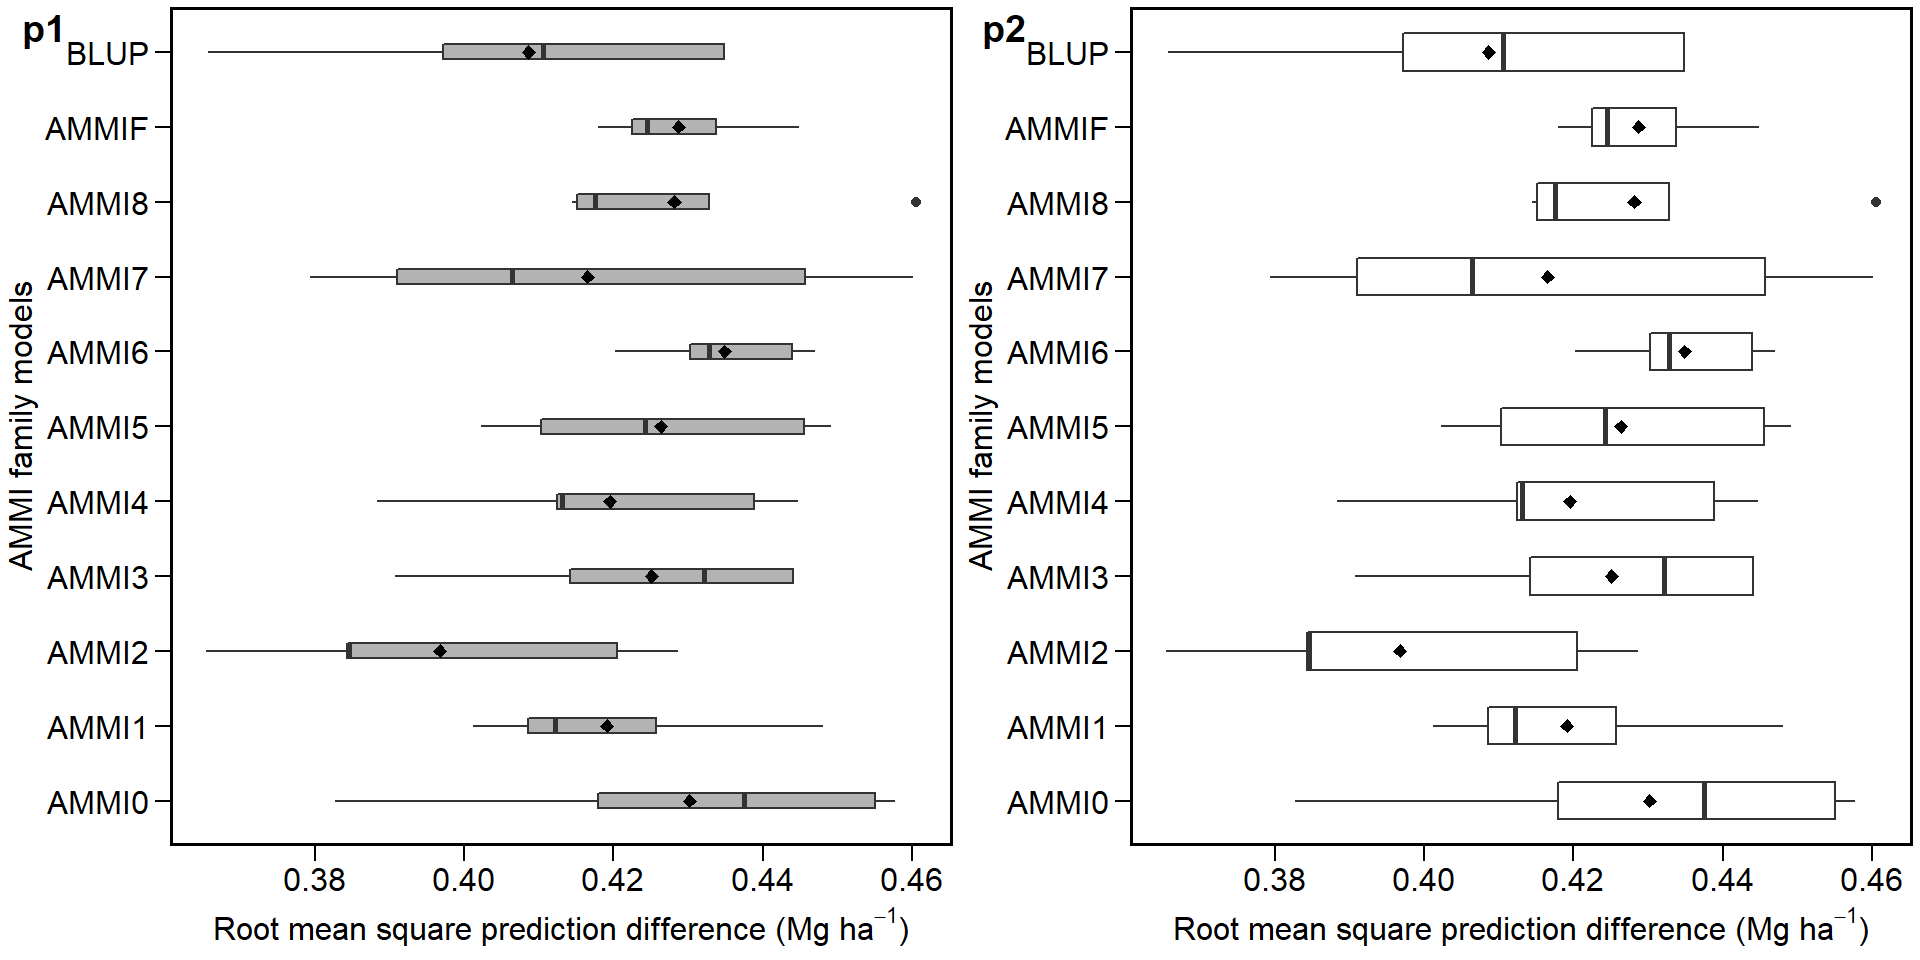 p1
BLUP
AMMIF
AMMI8
AMMI7
AMMI6
AMMI5
AMMI4
AMMI3
AMMI2
AMMI1
AMMI0
AMMI family models
0.38 0.40 0.42 0.44 0.46
Root mean square prediction difference (Mg ha⁻¹)
p2
BLUP
AMMIF
AMMI8
AMMI7
AMMI6
AMMI5
AMMI4
AMMI3
AMMI2
AMMI1
AMMI0
AMMI family models
0.38 0.40 0.42 0.44 0.46
Root mean square prediction difference (Mg ha⁻¹)